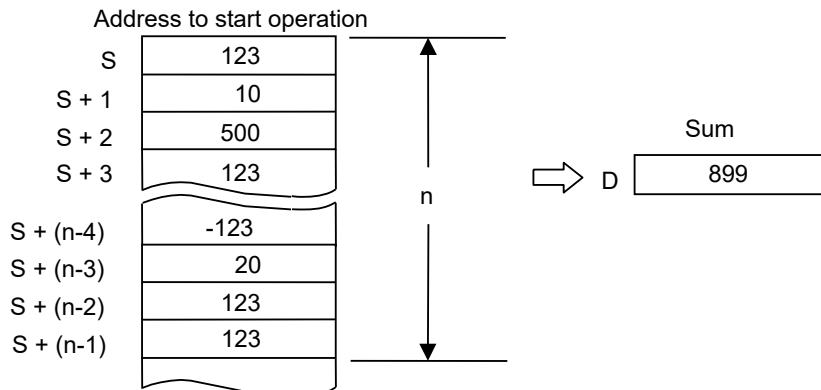 Address to start operation
S 123
S + 1 10
S + 2 500
S + 3 123
S + (n-4) -123
S + (n-3) 20
S + (n-2) 123
S + (n-1) 123
n
Sum
D 899